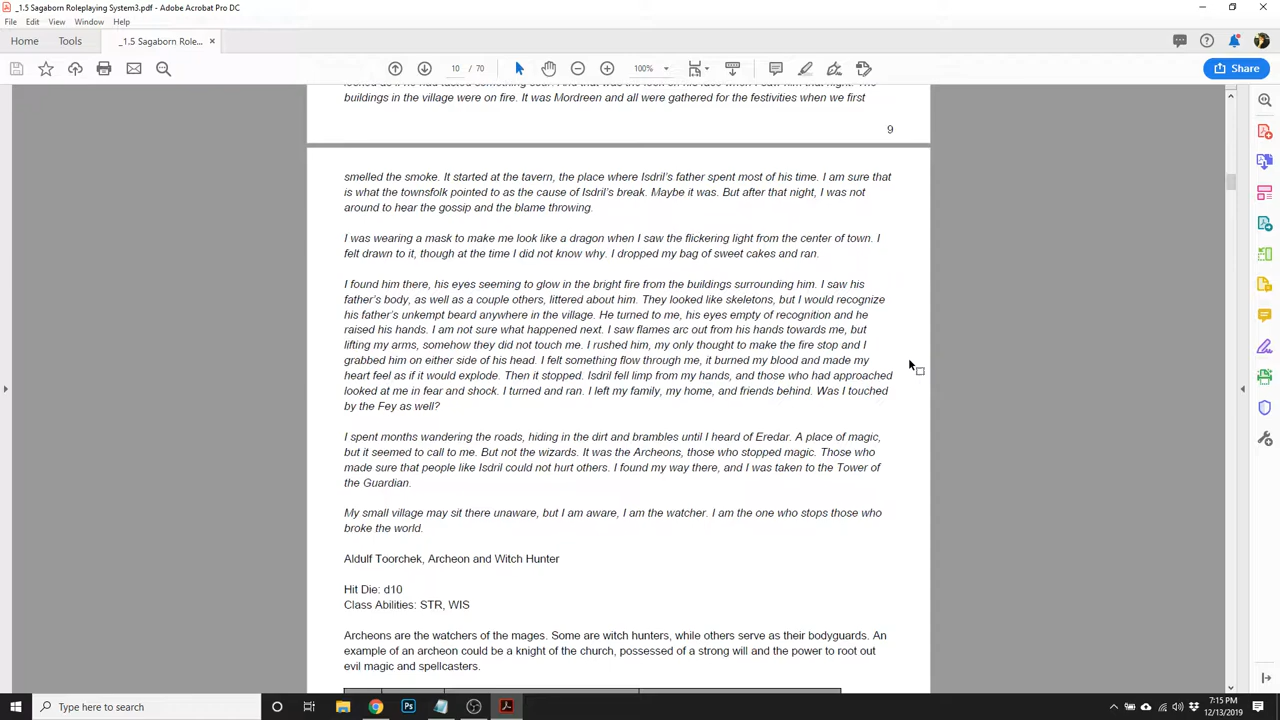 _1.5 Sagaborn Roleplaying System3.pdf - Adobe Acrobat Pro DC
File Edit View Window Help
Home Tools _1.5 Sagaborn Role... ×
10 / 70 100% Share
buildings in the village were on fire. It was Mordreen and all were gathered for the festivities when we first
9
smelled the smoke. It started at the tavern, the place where Isdril's father spent most of his time. I am sure that
is what the townsfolk pointed to as the cause of Isdril's break. Maybe it was. But after that night, I was not
around to hear the gossip and the blame throwing.
I was wearing a mask to make me look like a dragon when I saw the flickering light from the center of town. I
felt drawn to it, though at the time I did not know why. I dropped my bag of sweet cakes and ran.
I found him there, his eyes seeming to glow in the bright fire from the buildings surrounding him. I saw his
father's body, as well as a couple others, littered about him. They looked like skeletons, but I would recognize
his father's unkempt beard anywhere in the village. He turned to me, his eyes empty of recognition and he
raised his hands. I am not sure what happened next. I saw flames arc out from his hands towards me, but
lifting my arms, somehow they did not touch me. I rushed him, my only thought to make the fire stop and I
grabbed him on either side of his head. I felt something flow through me, it burned my blood and made my
heart feel as if it would explode. Then it stopped. Isdril fell limp from my hands, and those who had approached
looked at me in fear and shock. I turned and ran. I left my family, my home, and friends behind. Was I touched
by the Fey as well?
I spent months wandering the roads, hiding in the dirt and brambles until I heard of Eredar. A place of magic,
but it seemed to call to me. But not the wizards. It was the Archeons, those who stopped magic. Those who
made sure that people like Isdril could not hurt others. I found my way there, and I was taken to the Tower of
the Guardian.
My small village may sit there unaware, but I am aware, I am the watcher. I am the one who stops those who
broke the world.
Aldulf Toorchek, Archeon and Witch Hunter
Hit Die: d10
Class Abilities: STR, WIS
Archeons are the watchers of the mages. Some are witch hunters, while others serve as their bodyguards. An
example of an archeon could be a knight of the church, possessed of a strong will and the power to root out
evil magic and spellcasters.
Type here to search
7:15 PM
12/13/2019